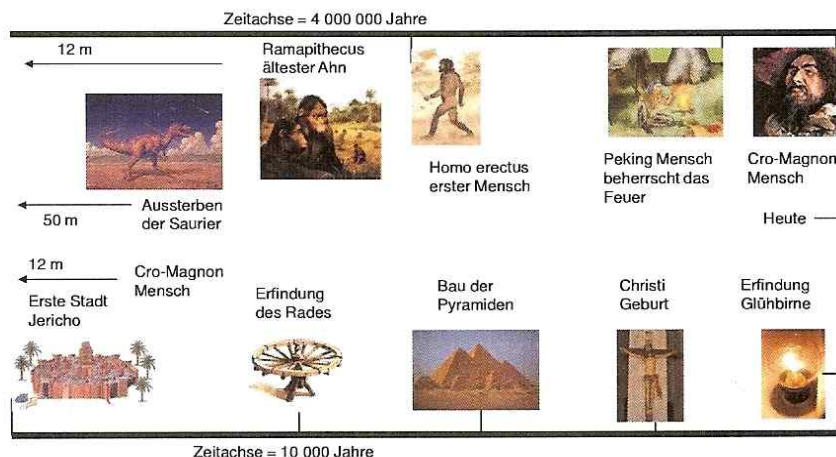 Zeitachse = 4 000 000 Jahre
12 m
Ramapithecus
ältester Ahn
Homo erectus
erster Mensch
Peking Mensch
beherrscht das
Feuer
Cro-Magnon
Mensch
50 m
Aussterben
der Saurier
Heute
12 m
Cro-Magnon
Mensch
Erste Stadt
Jericho
Erfindung
des Rades
Bau der
Pyramiden
Christi
Geburt
Erfindung
Glühbirne
Zeitachse = 10 000 Jahre